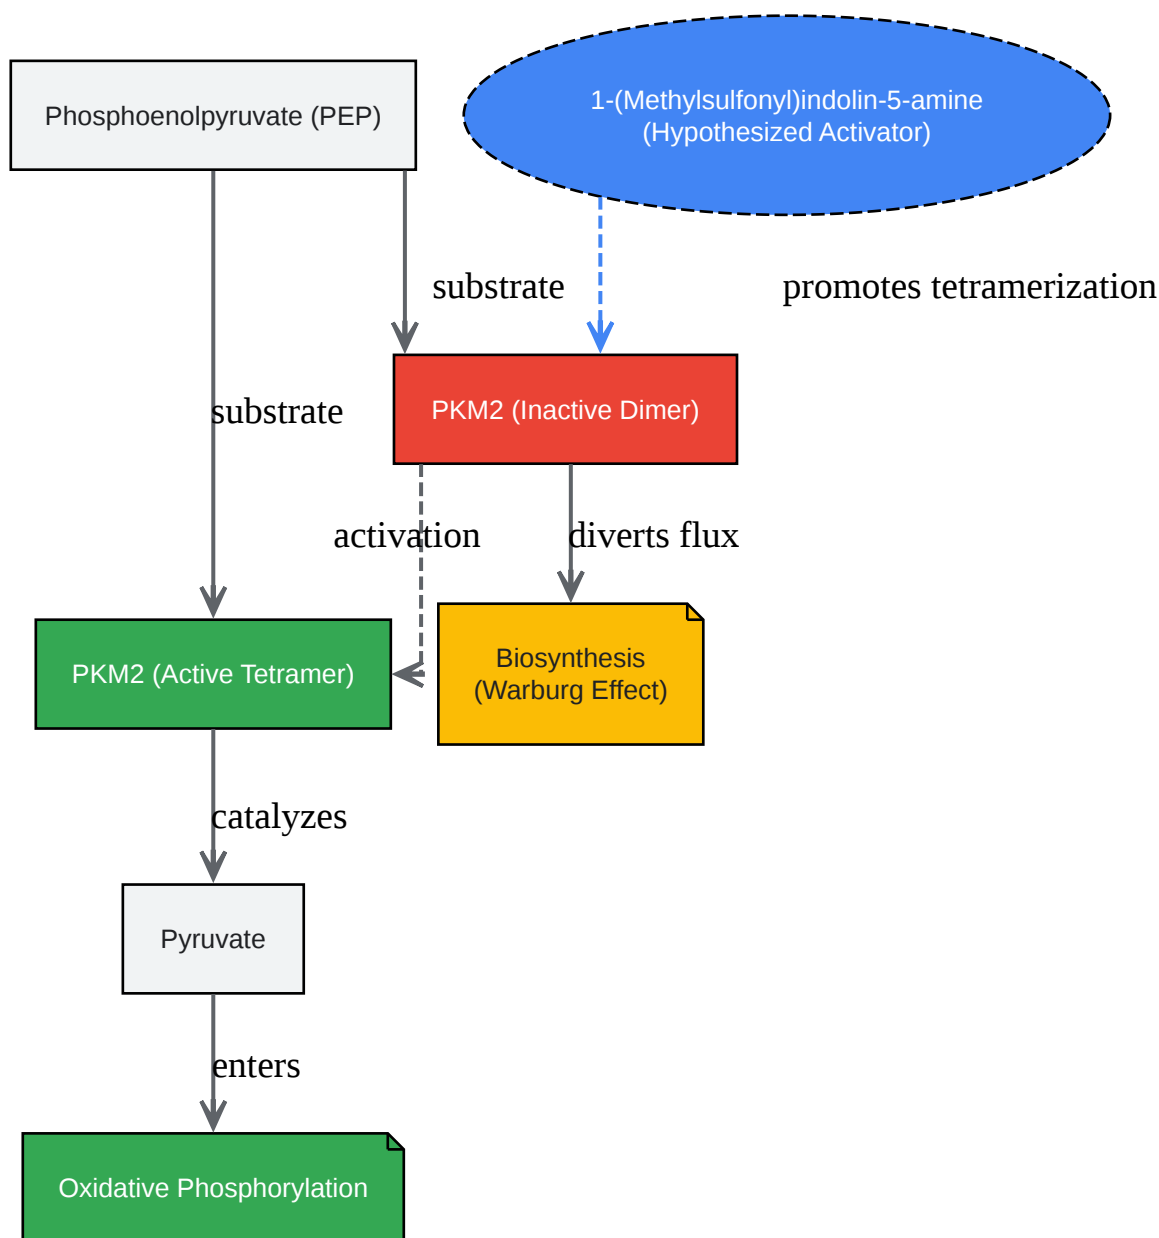 Phosphoenolpyruvate (PEP)
1-(Methylsulfonyl)indolin-5-amine
(Hypothesized Activator)
substrate
promotes tetramerization
substrate
PKM2 (Inactive Dimer)
activation
diverts flux
PKM2 (Active Tetramer)
Biosynthesis
(Warburg Effect)
catalyzes
Pyruvate
enters
Oxidative Phosphorylation